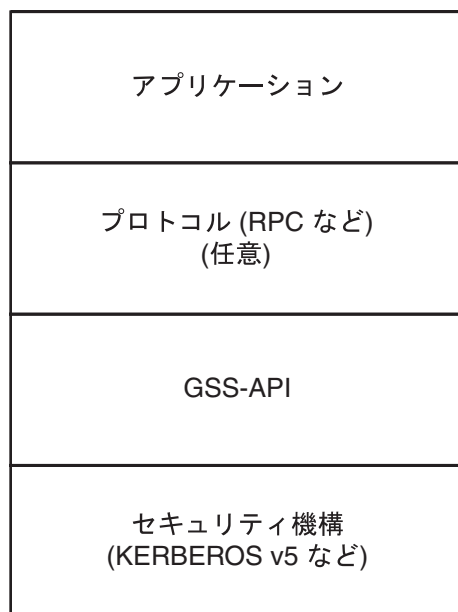 アプリケーション
プロトコル (RPC など)
(任意)
GSS-API
セキュリティ機構
(KERBEROS v5 など)